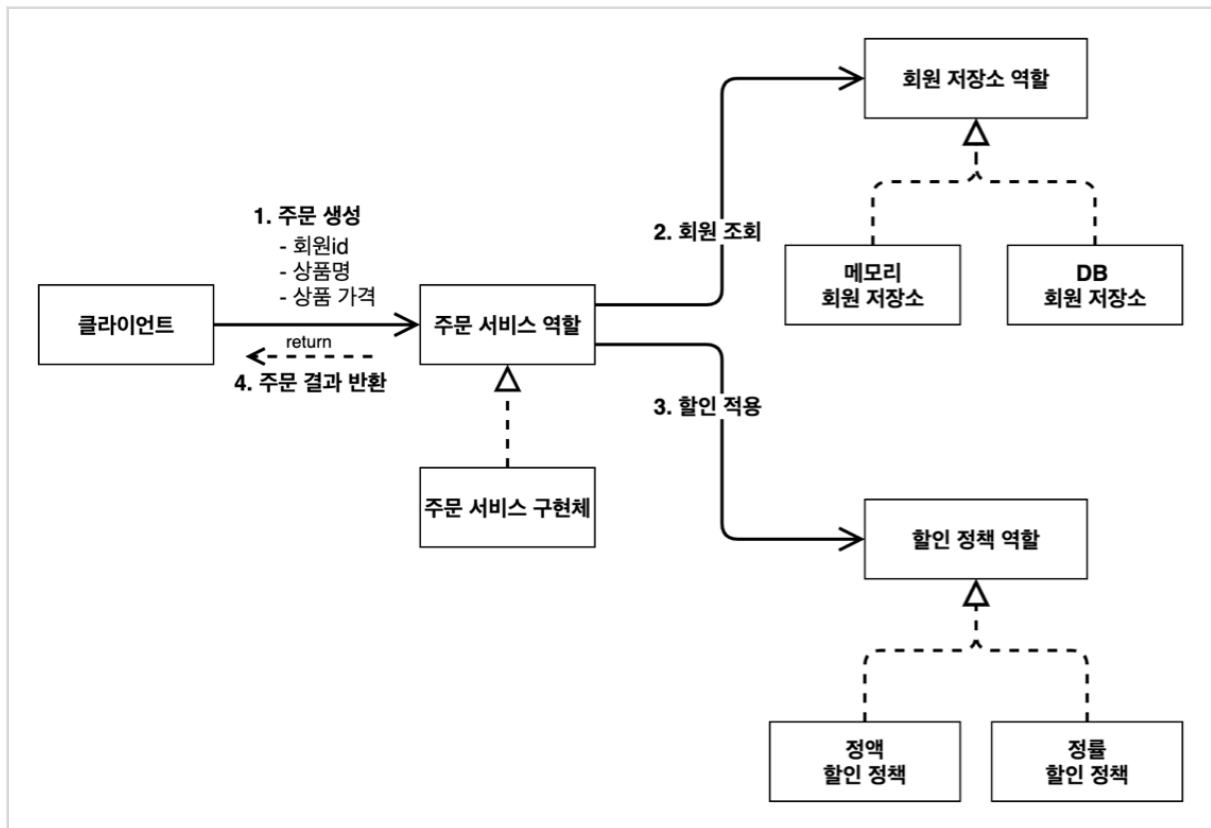 회원 저장소 역할
1. 주문 생성
- 회원id
- 상품명
- 상품 가격
2. 회원 조회
메모리
회원 저장소
DB
회원 저장소
클라이언트
주문 서비스 역할
return
4. 주문 결과 반환
3. 할인 적용
주문 서비스 구현체
할인 정책 역할
정액
할인 정책
정률
할인 정책